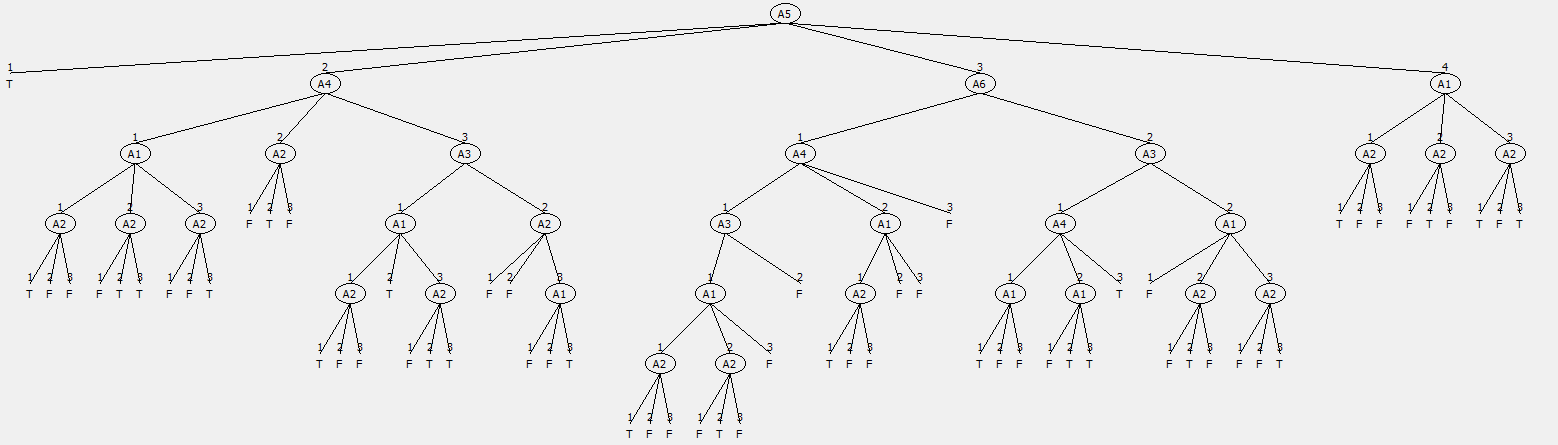 A5
1 2 3 4
T A4 A6 A1
1 2 3 1 2 1 2 3
A1 A2 A3 A4 A3 A2 A2 A2
1 2 3 1 2 3 1 2 1 2 3 1 2 1 2 3 1 2 3 1 2 3
A2 A2 A2 F T F A1 A2 A3 A1 F A4 A1 T F F F T F T F T
1 2 3 1 2 3 1 2 3 1 2 3 1 2 3 1 2 1 2 3 1 2 3 1 2 3
T F F F T T F F T A2 T A2 F F A1 A1 F A2 F F A1 A1 T F A2 A2
1 2 3 1 2 3 1 2 3 1 2 3 1 2 3 1 2 3 1 2 3 1 2 3 1 2 3
T F F F T T F F T A2 A2 F T F F T F F F T T F T F F F T
1 2 3 1 2 3
T F F F T F